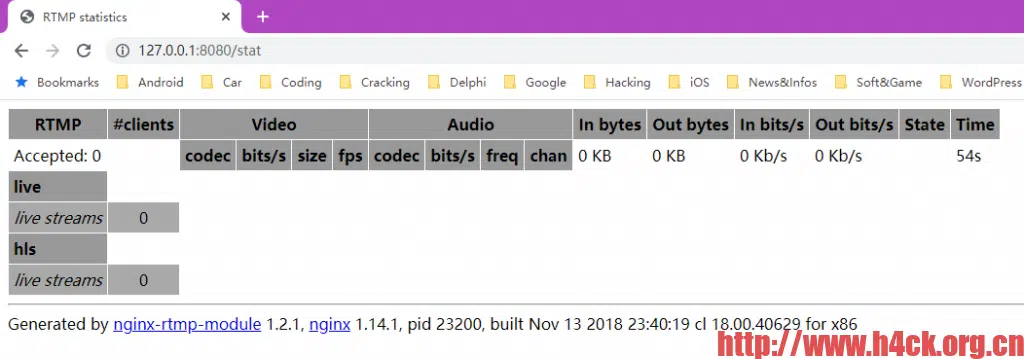 RTMP statistics
127.0.0.1:8080/stat
Bookmarks Android Car Coding Cracking Delphi Google Hacking iOS News&Infos Soft&Game WordPress
RTMP #clients Video Audio In bytes Out bytes In bits/s Out bits/s State Time
Accepted: 0 codec bits/s size fps codec bits/s freq chan 0 KB 0 KB 0 Kb/s 0 Kb/s 54s
live
live streams 0
hls
live streams 0
Generated by nginx-rtmp-module 1.2.1, nginx 1.14.1, pid 23200, built Nov 13 2018 23:40:19 cl 18.00.40629 for x86
http://www.h4ck.org.cn